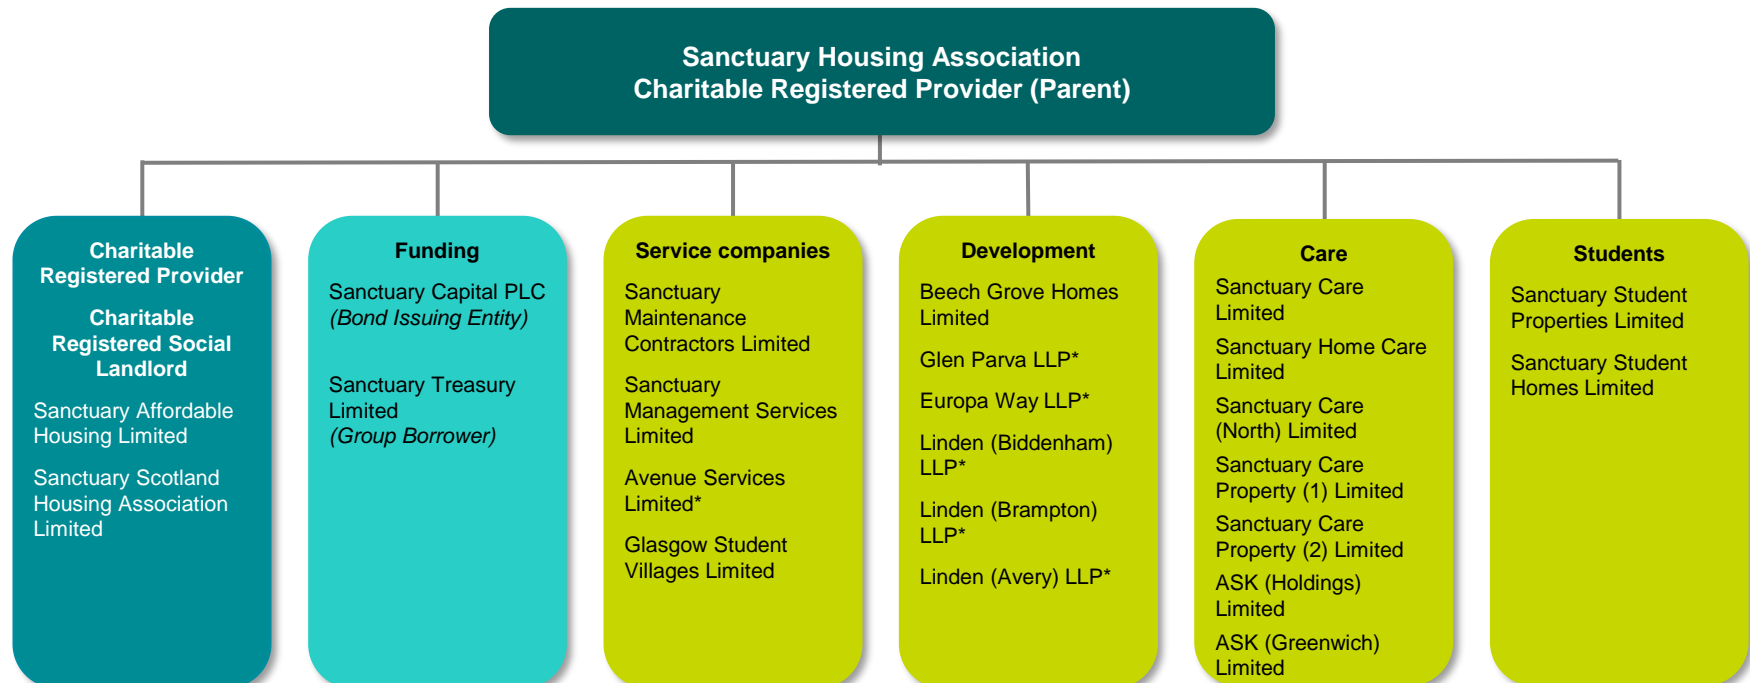 Sanctuary Housing Association
Charitable Registered Provider (Parent)
Charitable
Registered Provider
Charitable
Registered Social
Landlord
Sanctuary Affordable
Housing Limited
Sanctuary Scotland
Housing Association
Limited
Funding
Sanctuary Capital PLC
(Bond Issuing Entity)
Sanctuary Treasury
Limited
(Group Borrower)
Service companies
Sanctuary
Maintenance
Contractors Limited
Sanctuary
Management Services
Limited
Avenue Services
Limited*
Glasgow Student
Villages Limited
Development
Beech Grove Homes
Limited
Glen Parva LLP*
Europa Way LLP*
Linden (Biddenham)
LLP*
Linden (Brampton)
LLP*
Linden (Avery) LLP*
Care
Sanctuary Care
Limited
Sanctuary Home Care
Limited
Sanctuary Care
(North) Limited
Sanctuary Care
Property (1) Limited
Sanctuary Care
Property (2) Limited
ASK (Holdings)
Limited
ASK (Greenwich)
Limited
Students
Sanctuary Student
Properties Limited
Sanctuary Student
Homes Limited